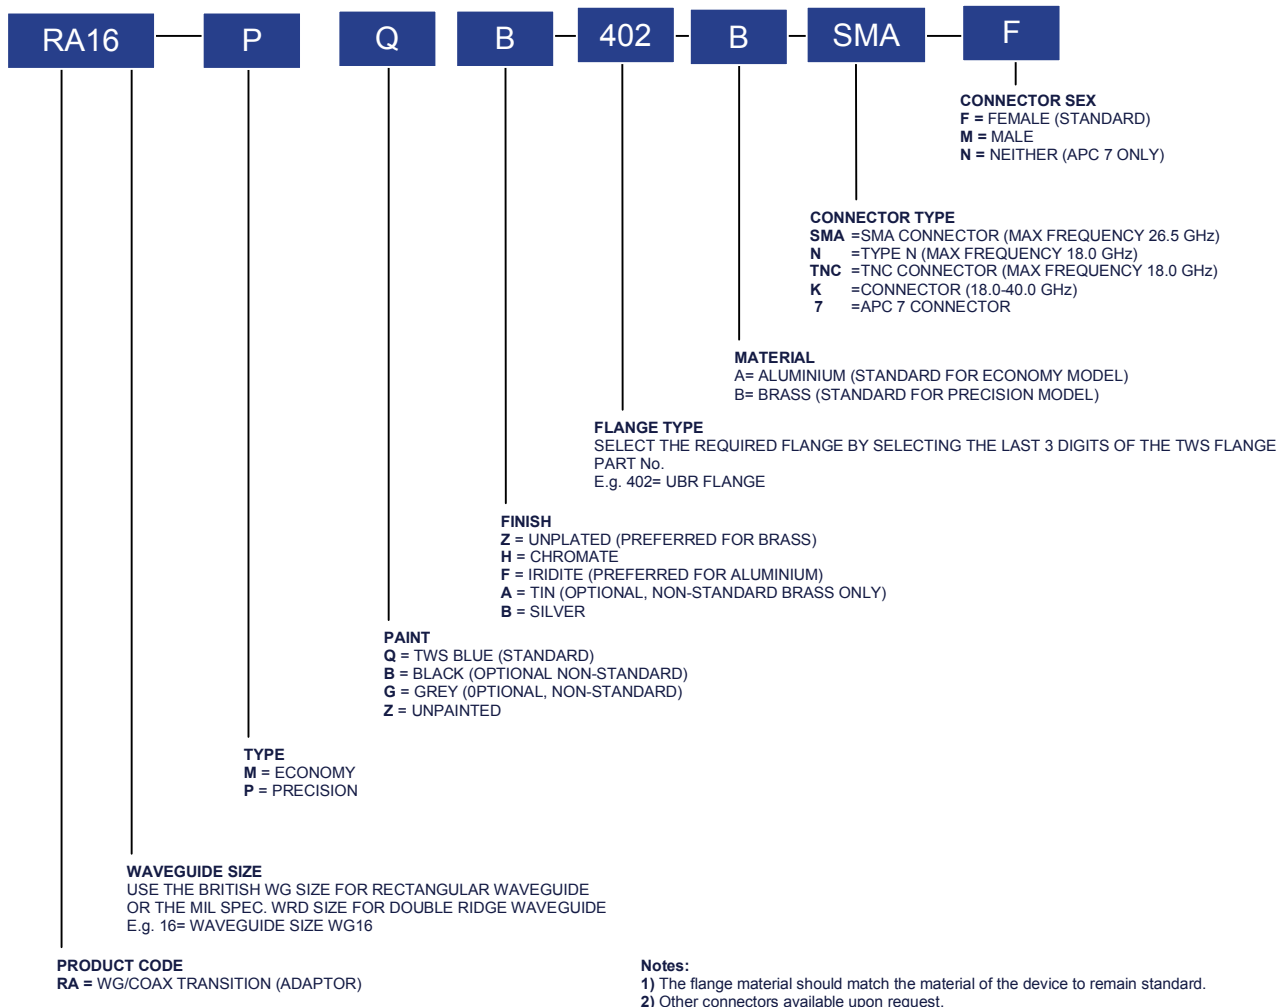 RA16 P Q B 402 B SMA F
CONNECTOR SEX
F = FEMALE (STANDARD)
M = MALE
N = NEITHER (APC 7 ONLY)
CONNECTOR TYPE
SMA =SMA CONNECTOR (MAX FREQUENCY 26.5 GHz)
N =TYPE N (MAX FREQUENCY 18.0 GHz)
TNC =TNC CONNECTOR (MAX FREQUENCY 18.0 GHz)
K =CONNECTOR (18.0-40.0 GHz)
7 =APC 7 CONNECTOR
MATERIAL
A= ALUMINIUM (STANDARD FOR ECONOMY MODEL)
B= BRASS (STANDARD FOR PRECISION MODEL)
FLANGE TYPE
SELECT THE REQUIRED FLANGE BY SELECTING THE LAST 3 DIGITS OF THE TWS FLANGE
PART No.
E.g. 402= UBR FLANGE
FINISH
Z = UNPLATED (PREFERRED FOR BRASS)
H = CHROMATE
F = IRIDITE (PREFERRED FOR ALUMINIUM)
A = TIN (OPTIONAL, NON-STANDARD BRASS ONLY)
B = SILVER
PAINT
Q = TWS BLUE (STANDARD)
B = BLACK (OPTIONAL NON-STANDARD)
G = GREY (0PTIONAL, NON-STANDARD)
Z = UNPAINTED
TYPE
M = ECONOMY
P = PRECISION
WAVEGUIDE SIZE
USE THE BRITISH WG SIZE FOR RECTANGULAR WAVEGUIDE
OR THE MIL SPEC. WRD SIZE FOR DOUBLE RIDGE WAVEGUIDE
E.g. 16= WAVEGUIDE SIZE WG16
PRODUCT CODE
RA = WG/COAX TRANSITION (ADAPTOR)
Notes:
1) The flange material should match the material of the device to remain standard.
2) Other connectors available upon request.